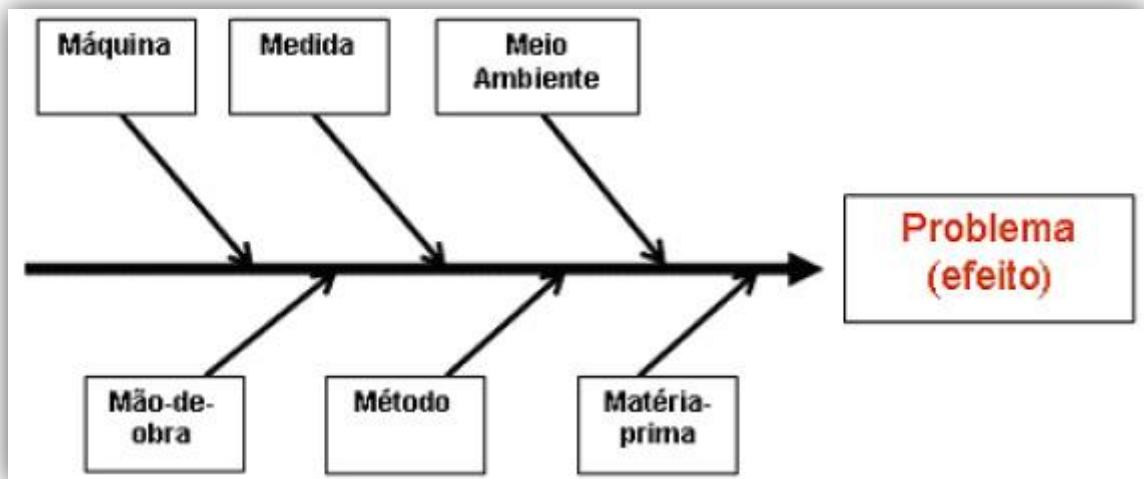 Máquina
Medida
Meio
Ambiente
Problema
(efeito)
Mão-de-
obra
Método
Matéria-
prima